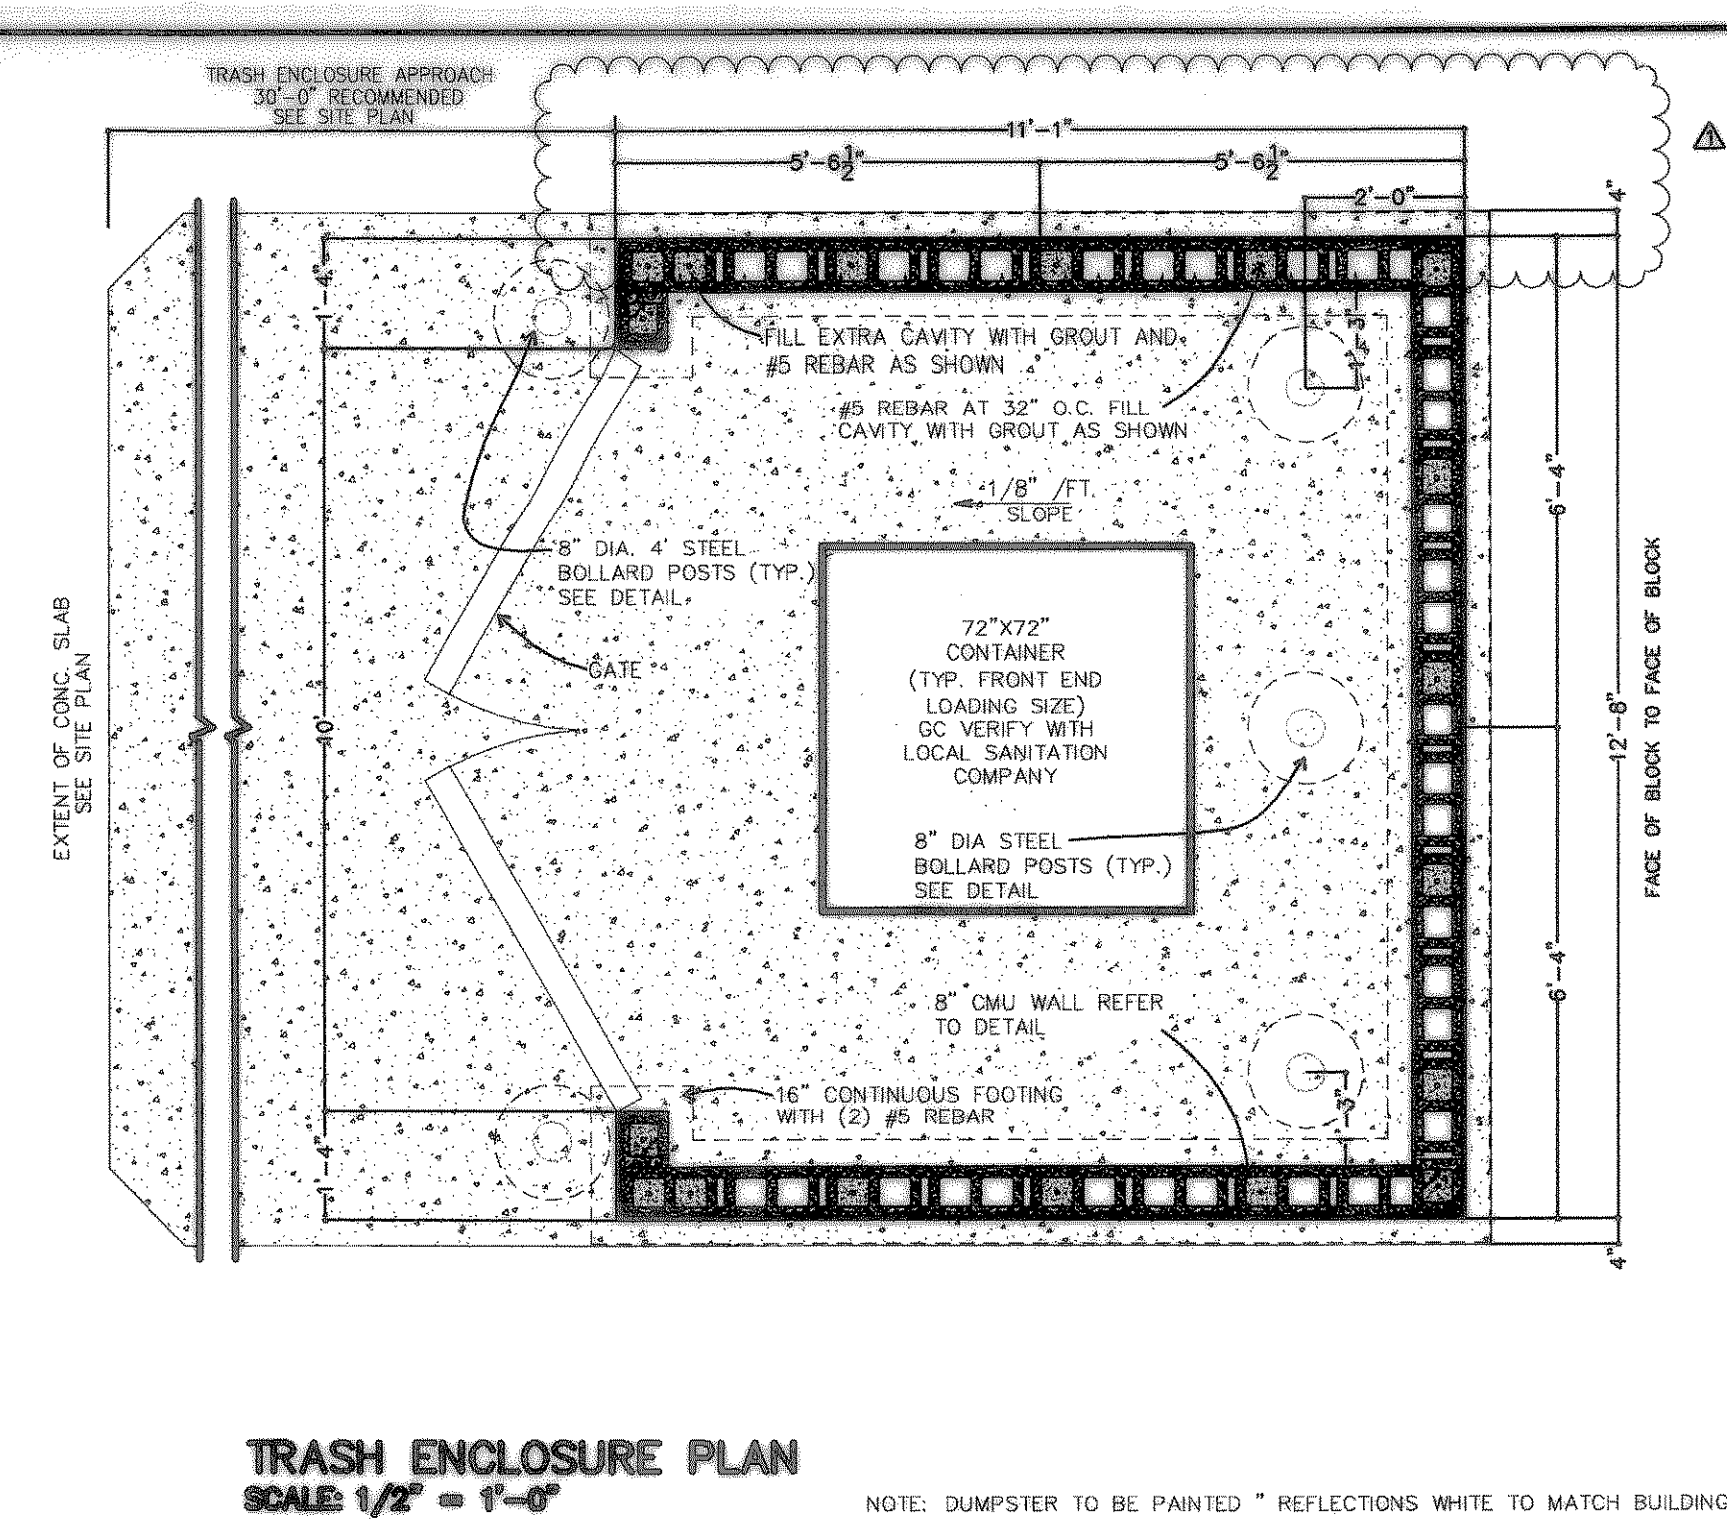 TRASH ENCLOSURE APPROACH
30'-0" RECOMMENDED
SEE SITE PLAN
11'-1"
5'-6 1/2"
5'-6 1/2"
1
2'-0"
4"
1'-4"
FILL EXTRA CAVITY WITH GROUT AND
#5 REBAR AS SHOWN
#5 REBAR AT 32" O.C. FILL
CAVITY WITH GROUT AS SHOWN
1/8" /FT.
SLOPE
6'-4"
8" DIA. 4' STEEL
BOLLARD POSTS (TYP.)
SEE DETAIL
GATE
72"X72"
CONTAINER
(TYP. FRONT END
LOADING SIZE)
GC VERIFY WITH
LOCAL SANITATION
COMPANY
8" DIA STEEL
BOLLARD POSTS (TYP.)
SEE DETAIL
EXTENT OF CONC. SLAB
SEE SITE PLAN
10'
12'-8"
FACE OF BLOCK TO FACE OF BLOCK
6'-4"
8" CMU WALL REFER
TO DETAIL
16" CONTINUOUS FOOTING
WITH (2) #5 REBAR
1'-4"
4"
TRASH ENCLOSURE PLAN
SCALE: 1/2" = 1'-0"
NOTE: DUMPSTER TO BE PAINTED " REFLECTIONS WHITE TO MATCH BUILDING